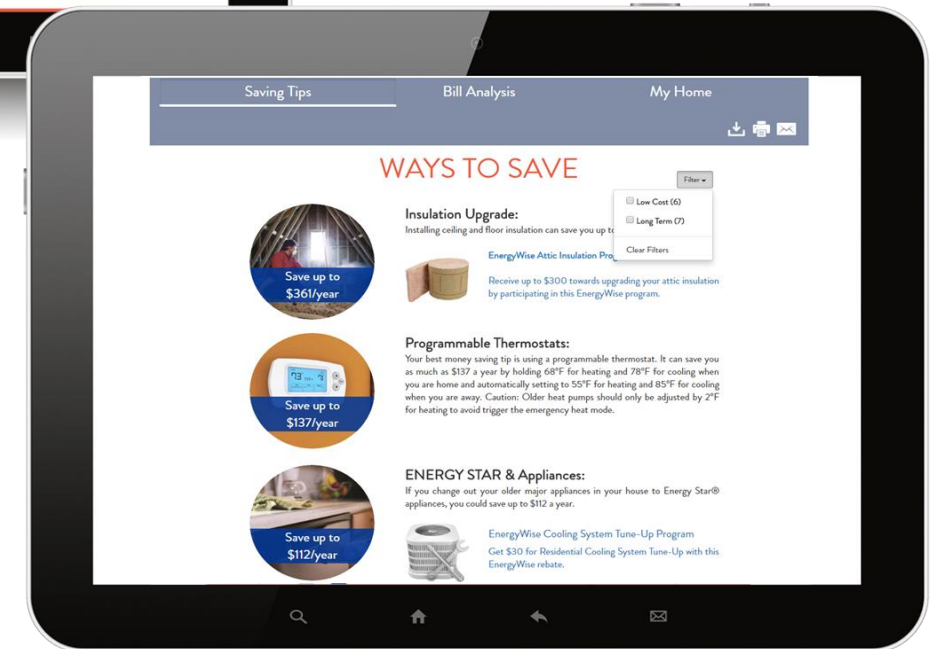 Saving Tips
Bill Analysis
My Home
WAYS TO SAVE
Filter
Low Cost (6)
Long Term (7)
Clear Filters
Save up to
$361/year
Insulation Upgrade:
Installing ceiling and floor insulation can save you up to
EnergyWise Attic Insulation
Receive up to $300 towards upgrading your attic insulation
by participating in this EnergyWise program.
Save up to
$137/year
Programmable Thermostats:
Your best money saving tip is using a programmable thermostat. It can save you
as much as $137 a year by holding 68°F for heating and 78°F for cooling when
you are home and automatically setting to 55°F for heating and 85°F for cooling
when you are away. Caution: Older heat pumps should only be adjusted by 2°F
for heating to avoid trigger the emergency heat mode.
Save up to
$112/year
ENERGY STAR & Appliances:
If you change out your older major appliances in your house to Energy Star®
appliances, you could save up to $112 a year.
EnergyWise Cooling System Tune-Up Program
Get $30 for Residential Cooling System Tune-Up with this
EnergyWise rebate.